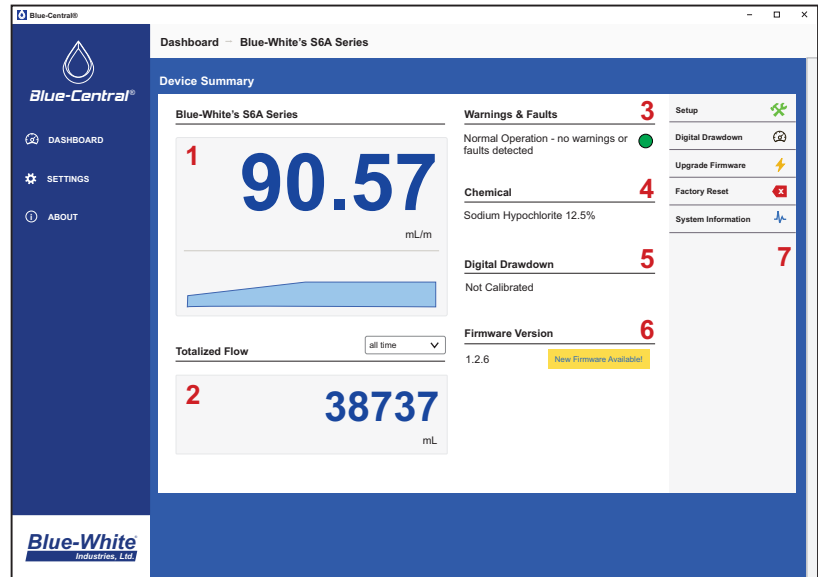 Blue-Central®
Blue-Central®
DASHBOARD
SETTINGS
ABOUT
Blue-White
Industries, Ltd.
Dashboard — Blue-White's S6A Series
Device Summary
Blue-White's S6A Series
1
90.57
mL/m
Totalized Flow
all time
2
38737
mL
Warnings & Faults
3
Normal Operation - no warnings or
faults detected
Chemical
4
Sodium Hypochlorite 12.5%
Digital Drawdown
5
Not Calibrated
Firmware Version
6
1.2.6
New Firmware Available!
Setup
Digital Drawdown
Upgrade Firmware
Factory Reset
x
System Information
7